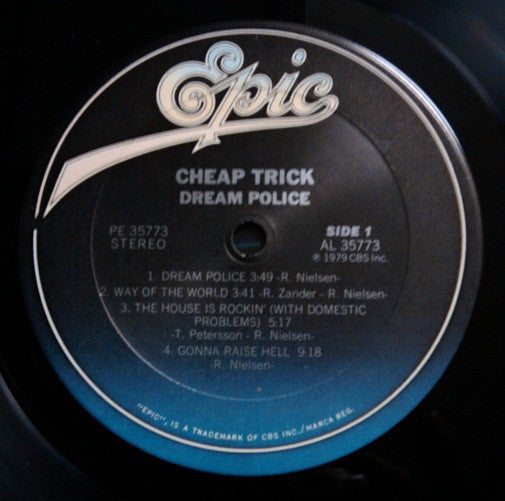 Epic
CHEAP TRICK
DREAM POLICE
PE 35773 SIDE 1
STEREO AL 35773
℗ 1979 CBS Inc.
1. DREAM POLICE 3:49 -R. Nielsen-
2. WAY OF THE WORLD 3:41 -R. Zander - R. Nielsen-
3. THE HOUSE IS ROCKIN' (WITH DOMESTIC
PROBLEMS) 5:17
-T. Petersson - R. Nielsen-
4. GONNA RAISE HELL 9:18
-R. Nielsen-
"EPIC", IS A TRADEMARK OF CBS INC./MARCA REG.